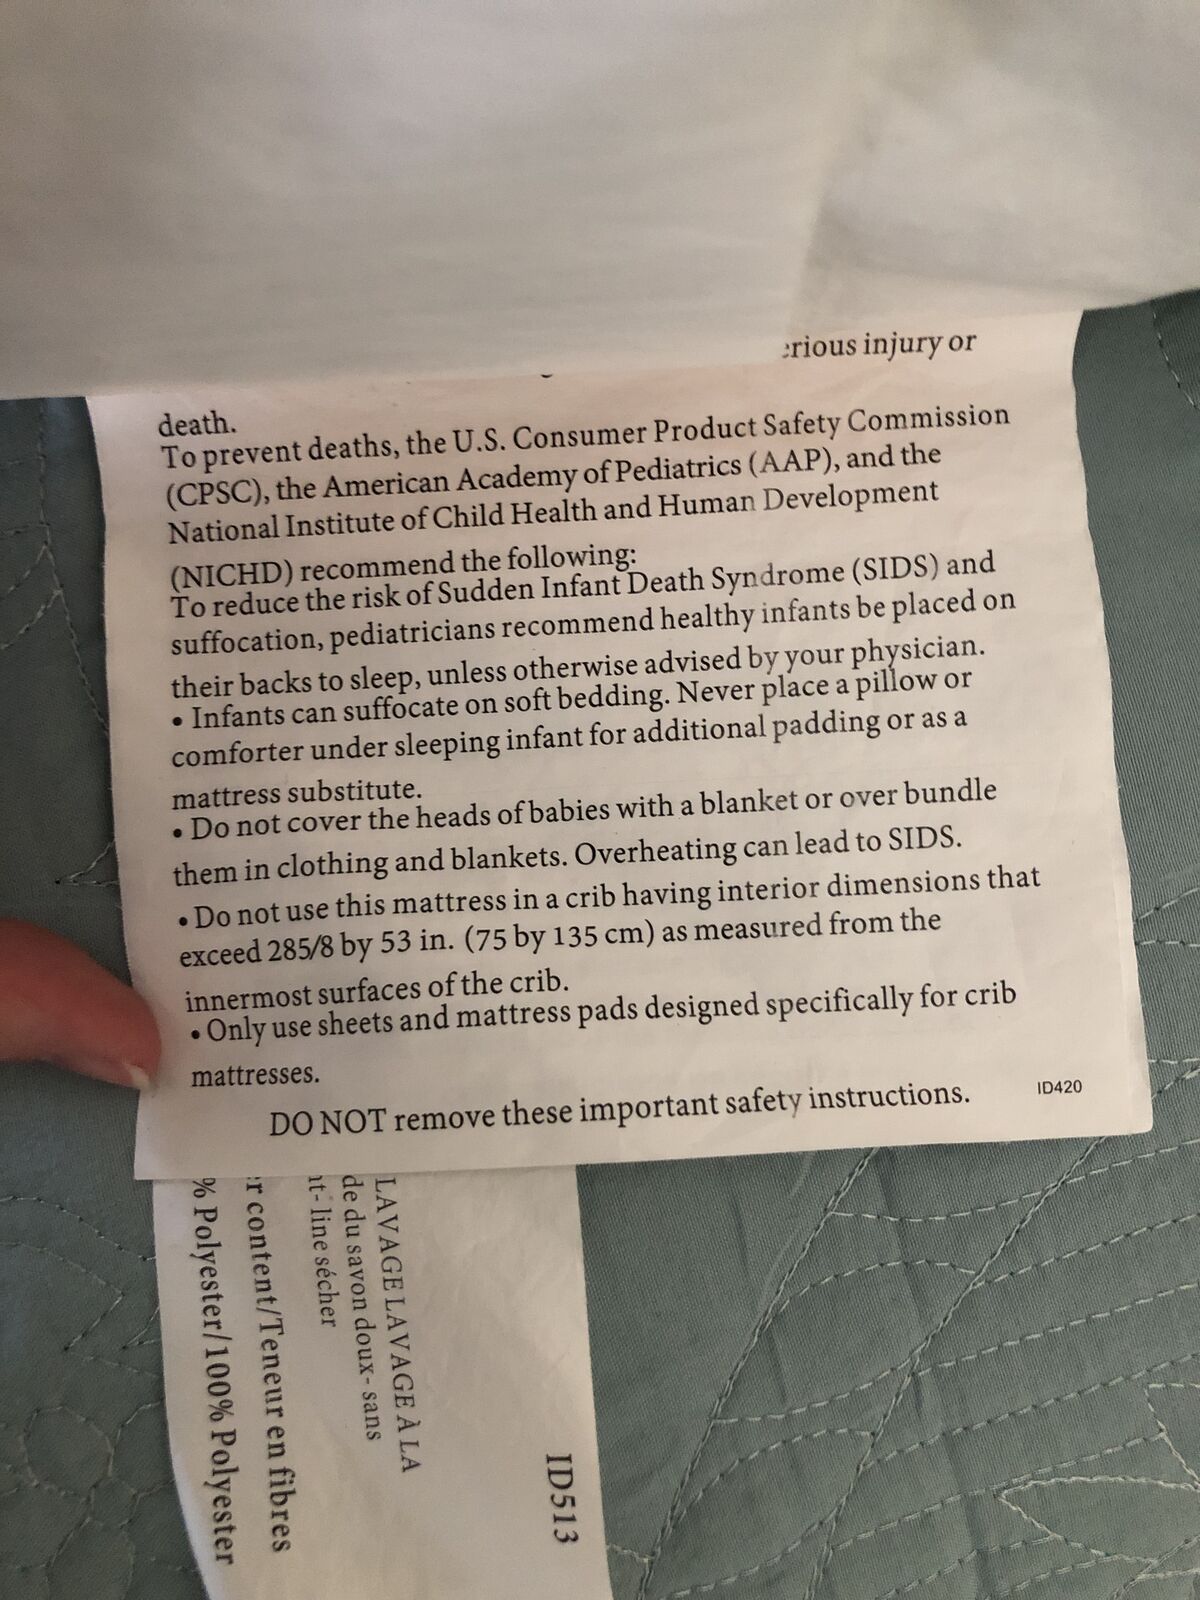 injury or
death.
To prevent deaths, the U.S. Consumer Product Safety Commission
(CPSC), the American Academy of Pediatrics (AAP), and the
National Institute of Child Health and Human Development
(NICHD) recommend the following:
To reduce the risk of Sudden Infant Death Syndrome (SIDS) and
suffocation, pediatricians recommend healthy infants be placed on
their backs to sleep, unless otherwise advised by your physician.
• Infants can suffocate on soft bedding. Never place a pillow or
comforter under sleeping infant for additional padding or as a
mattress substitute.
• Do not cover the heads of babies with a blanket or over bundle
them in clothing and blankets. Overheating can lead to SIDS.
• Do not use this mattress in a crib having interior dimensions that
exceed 285/8 by 53 in. (75 by 135 cm) as measured from the
innermost surfaces of the crib.
• Only use sheets and mattress pads designed specifically for crib
mattresses.
DO NOT remove these important safety instructions. ID420
LAVAGE LAVAGE À LA
de du savon doux- sans
line sécher
content/Teneur en fibres
% Polyester/100% Polyester
ID513